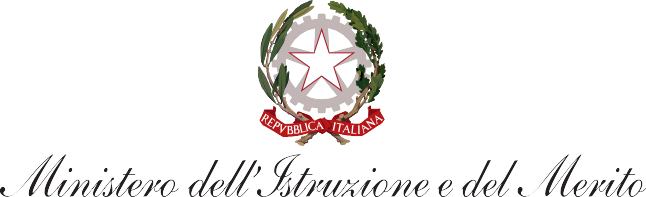 REPVBBLICA ITALIANA
Ministero dell'Istruzione e del Merito